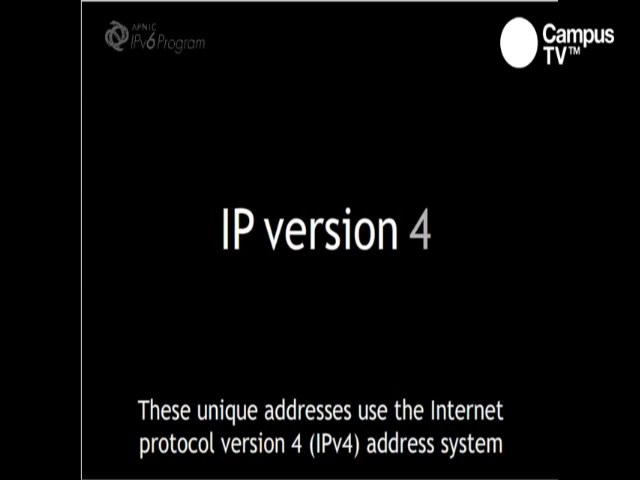 APNIC
IPv6 Program
Campus
TV™
IP version 4
These unique addresses use the Internet
protocol version 4 (IPv4) address system